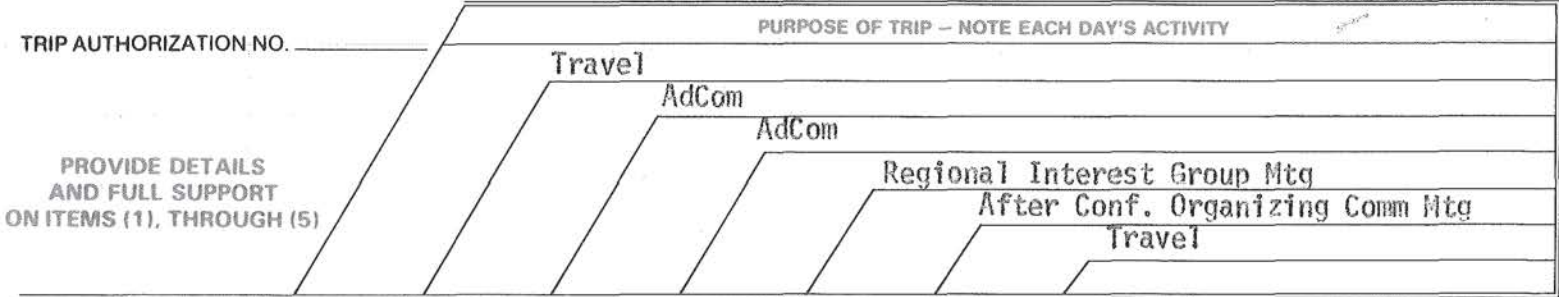 PURPOSE OF TRIP – NOTE EACH DAY'S ACTIVITY
TRIP AUTHORIZATION NO.
Travel
AdCom
AdCom
PROVIDE DETAILS
AND FULL SUPPORT
ON ITEMS (1), THROUGH (5)
Regional Interest Group Mtg
After Conf. Organizing Comm Mtg
Travel